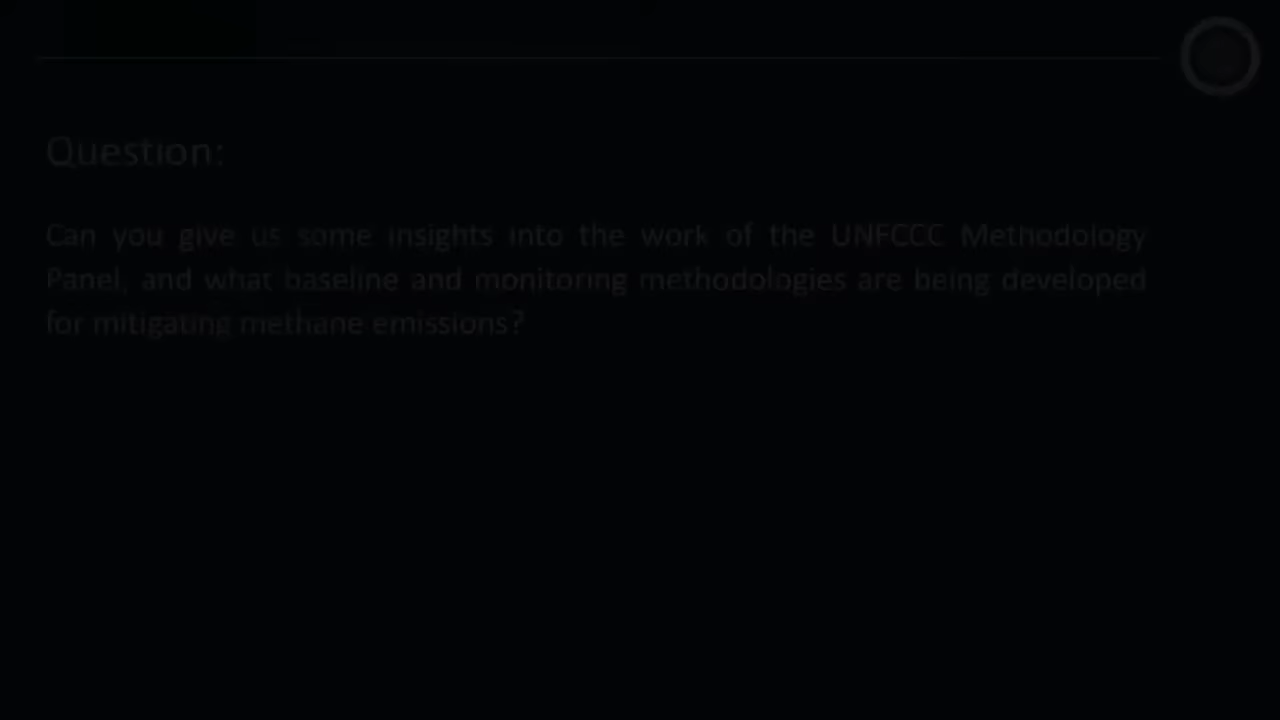 Question:
Can you give us some insights into the work of the UNFCCC Methodology
Panel, and what baseline and monitoring methodologies are being developed
for mitigating methane emissions?